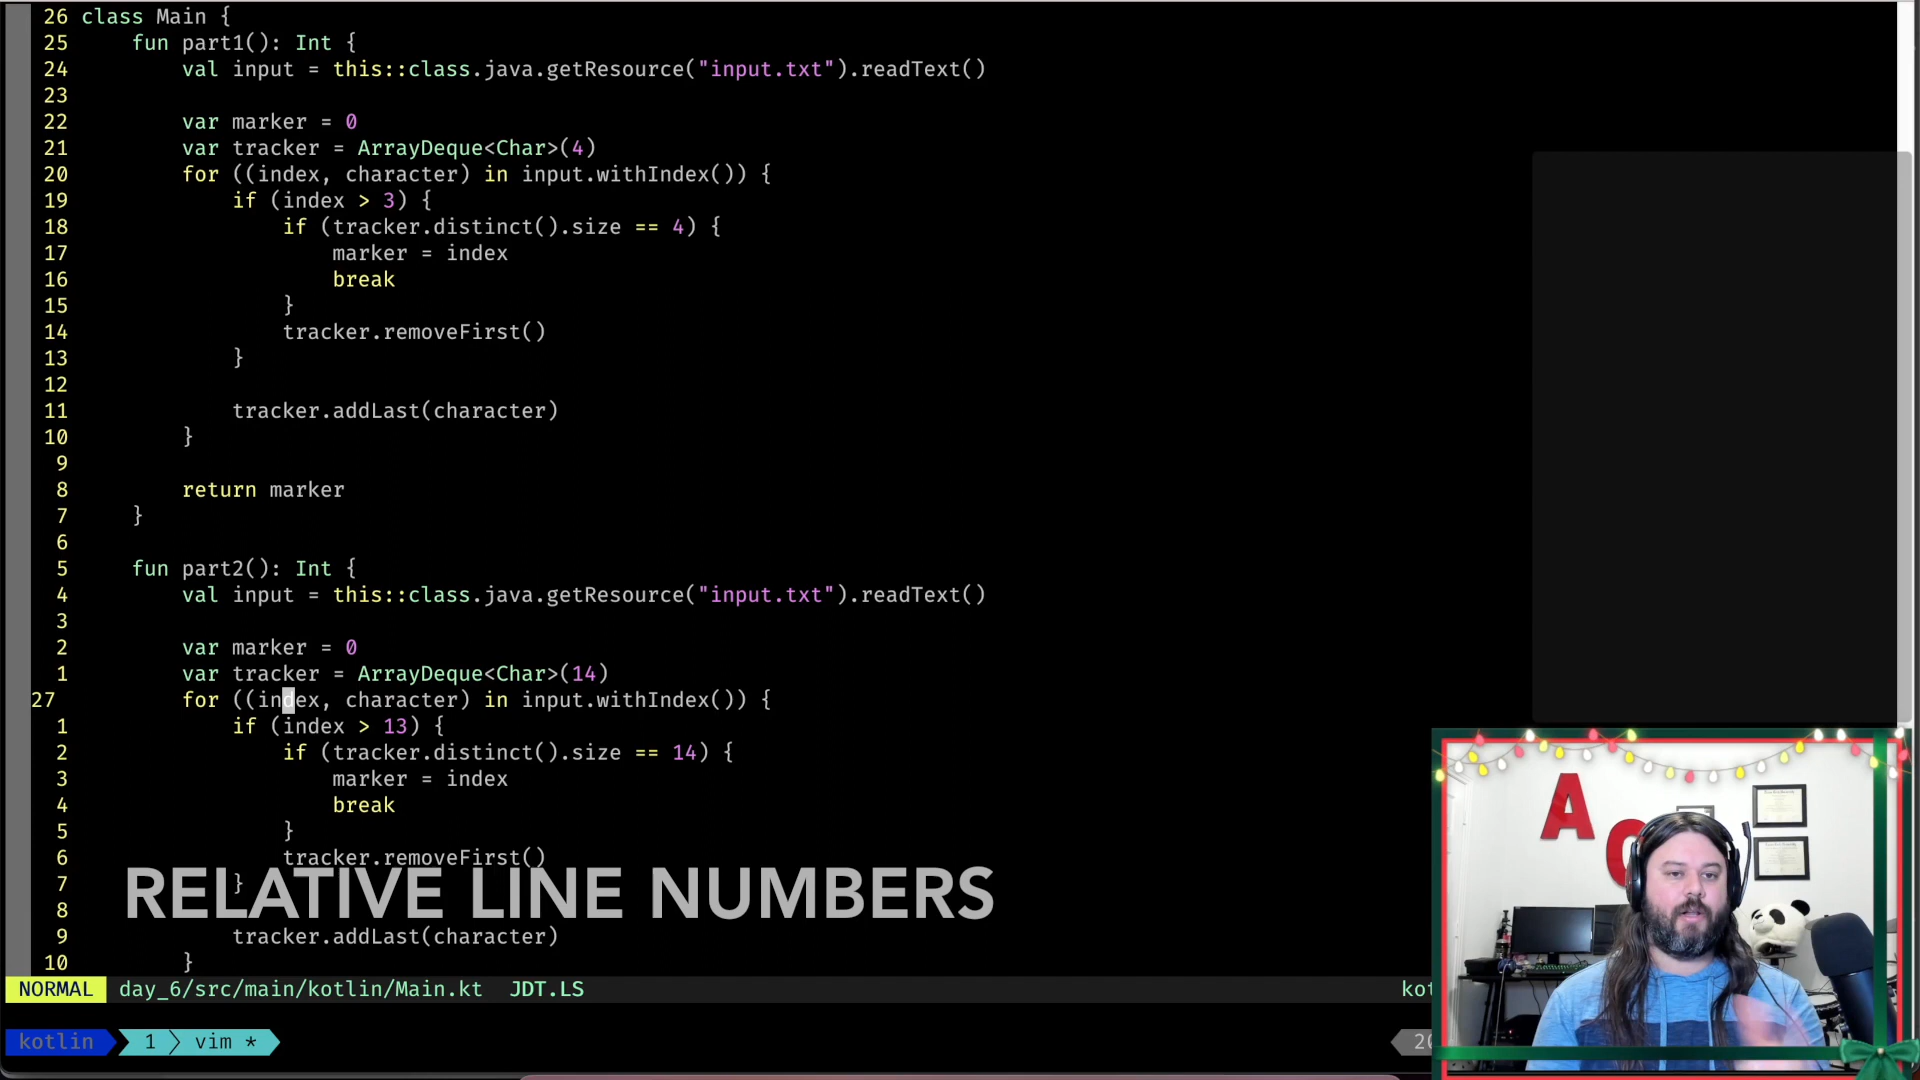 26 class Main {
25 fun part1(): Int {
24 val input = this::class.java.getResource("input.txt").readText()
23
22 var marker = 0
21 var tracker = ArrayDeque<Char>(4)
20 for ((index, character) in input.withIndex()) {
19 if (index > 3) {
18 if (tracker.distinct().size == 4) {
17 marker = index
16 break
15 }
14 tracker.removeFirst()
13 }
12
11 tracker.addLast(character)
10 }
9
8 return marker
7 }
6
5 fun part2(): Int {
4 val input = this::class.java.getResource("input.txt").readText()
3
2 var marker = 0
1 var tracker = ArrayDeque<Char>(14)
27 for ((index, character) in input.withIndex()) {
1 if (index > 13) {
2 if (tracker.distinct().size == 14) {
3 marker = index
4 break
5 }
6 tracker.removeFirst()
7 }
RELATIVE LINE NUMBERS
8
9 tracker.addLast(character)
10 }
NORMAL day_6/src/main/kotlin/Main.kt JDT.LS
kotlin 1 vim *
A